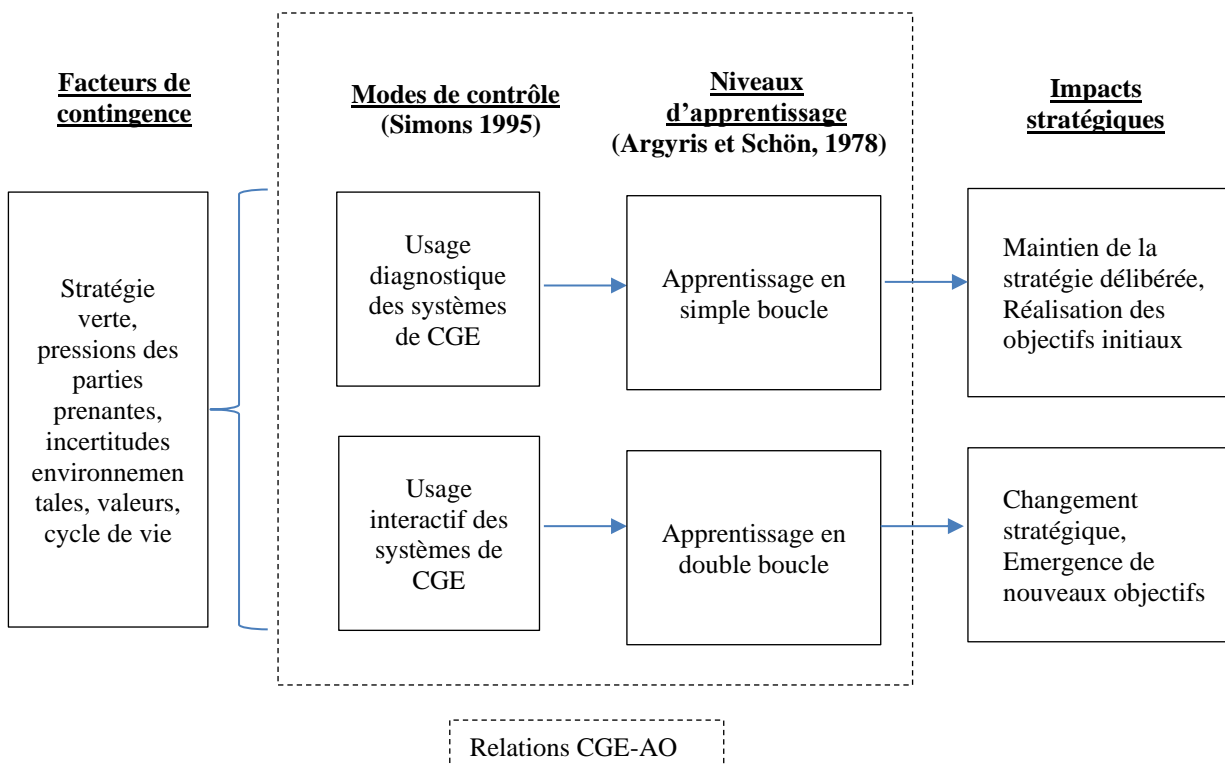 Facteurs de
contingence
Modes de contrôle
(Simons 1995)
Niveaux
d'apprentissage
(Argyris et Schön, 1978)
Impacts
stratégiques
Stratégie
verte,
pressions des
parties
prenantes,
incertitudes
environnemen
tales, valeurs,
cycle de vie
Usage
diagnostique
des systèmes
de CGE
Apprentissage en
simple boucle
Maintien de la
stratégie délibérée,
Réalisation des
objectifs initiaux
Usage
interactif des
systèmes de
CGE
Apprentissage en
double boucle
Changement
stratégique,
Emergence de
nouveaux objectifs
Relations CGE-AO